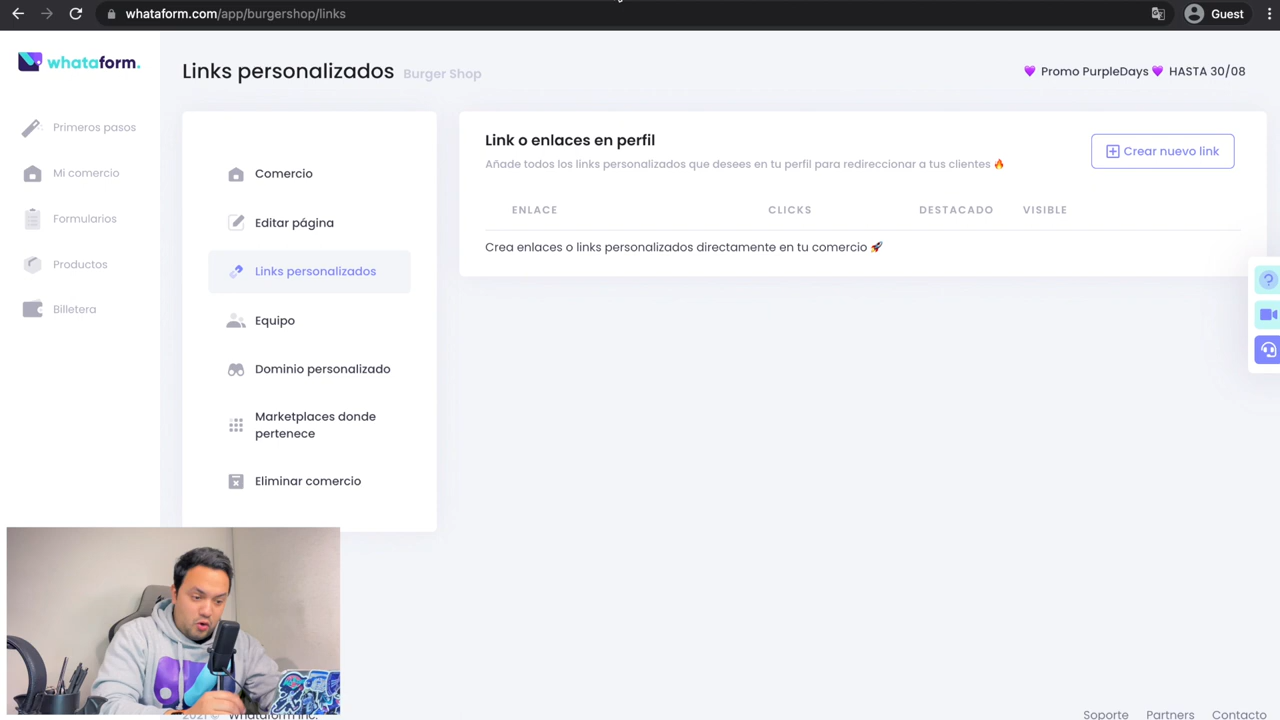 whataform.com/app/burgershop/links
Guest
whataform.
Links personalizados Burger Shop
Promo PurpleDays 💜 HASTA 30/08
Primeros pasos
Mi comercio
Formularios
Productos
Billetera
Comercio
Editar página
Links personalizados
Equipo
Dominio personalizado
Marketplaces donde
pertenece
Eliminar comercio
Link o enlaces en perfil
Añade todos los links personalizados que desees en tu perfil para redireccionar a tus clientes 🔥
Crear nuevo link
ENLACE CLICKS DESTACADO VISIBLE
Crea enlaces o links personalizados directamente en tu comercio 🚀
2021 © Whataform Inc.
Soporte Partners Contacto